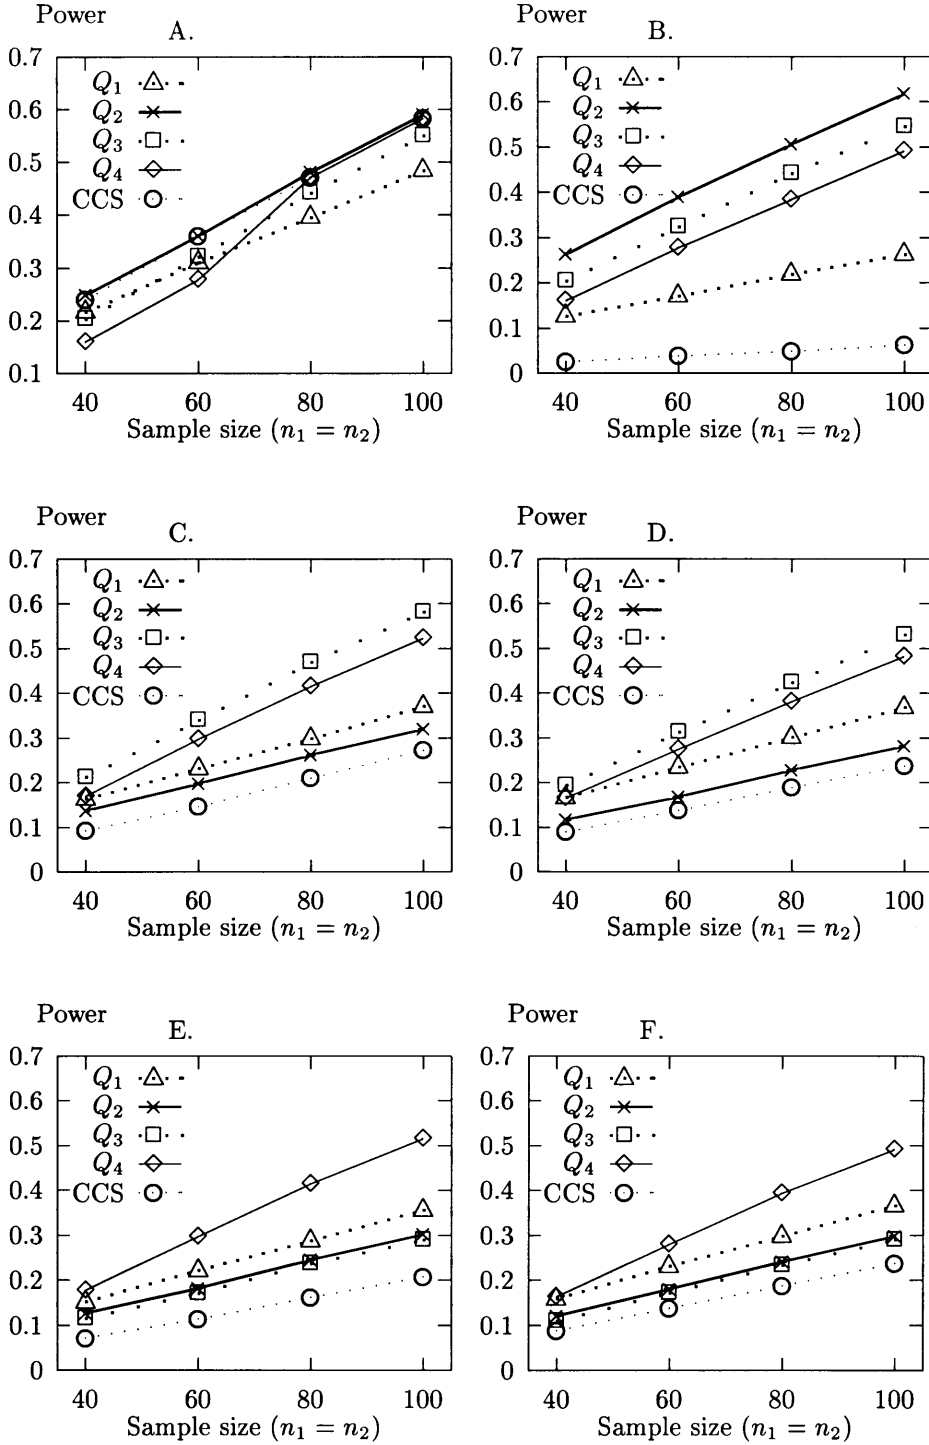 Power
A.
0.7
0.6
0.5
0.4
0.3
0.2
0.1
Q1
Q2
Q3
Q4
CCS
40 60 80 100
Sample size (n1 = n2)
Power
B.
0.7
0.6
0.5
0.4
0.3
0.2
0.1
0
Q1
Q2
Q3
Q4
CCS
40 60 80 100
Sample size (n1 = n2)
Power
C.
0.7
0.6
0.5
0.4
0.3
0.2
0.1
0
Q1
Q2
Q3
Q4
CCS
40 60 80 100
Sample size (n1 = n2)
Power
D.
0.7
0.6
0.5
0.4
0.3
0.2
0.1
0
Q1
Q2
Q3
Q4
CCS
40 60 80 100
Sample size (n1 = n2)
Power
E.
0.7
0.6
0.5
0.4
0.3
0.2
0.1
0
Q1
Q2
Q3
Q4
CCS
40 60 80 100
Sample size (n1 = n2)
Power
F.
0.7
0.6
0.5
0.4
0.3
0.2
0.1
0
Q1
Q2
Q3
Q4
CCS
40 60 80 100
Sample size (n1 = n2)